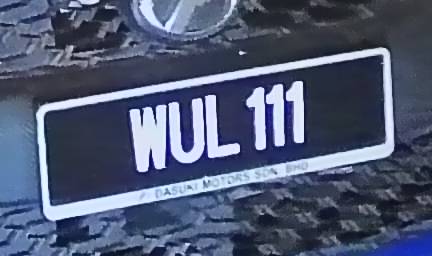 WUL 111
DASUKI MOTORS SDN. BHD